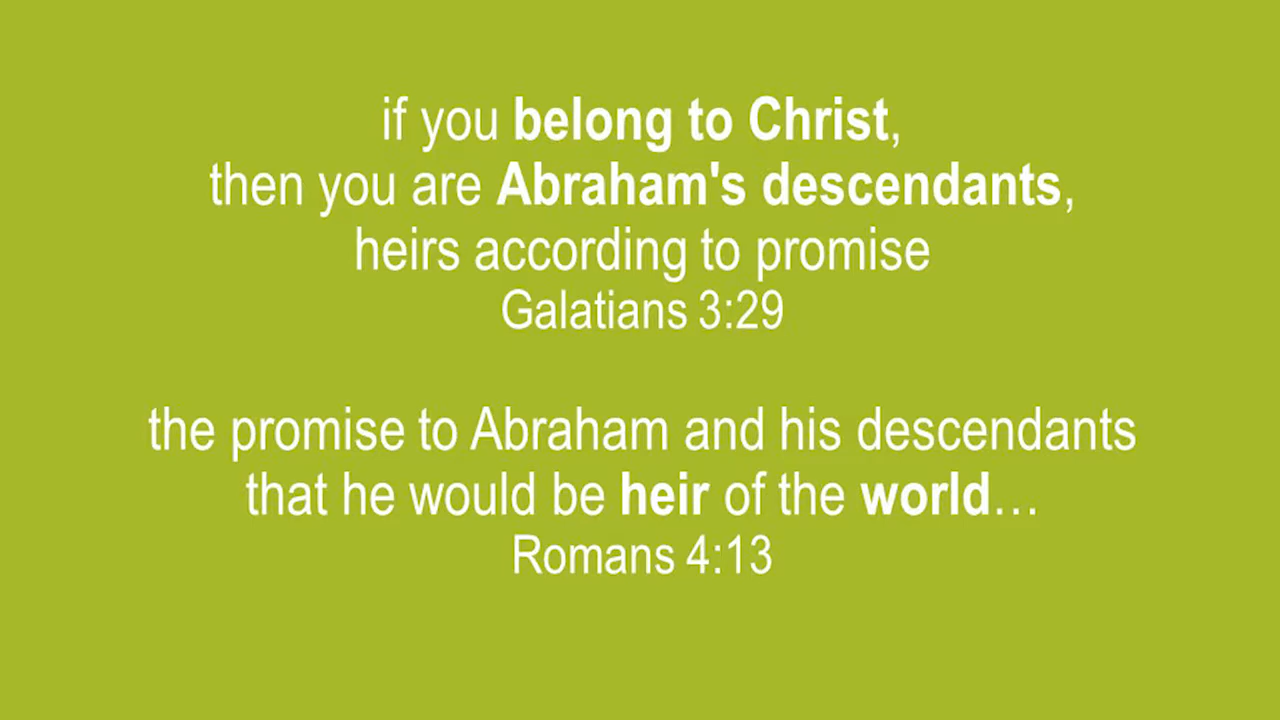 if you belong to Christ,
then you are Abraham's descendants,
heirs according to promise
Galatians 3:29
the promise to Abraham and his descendants
that he would be heir of the world…
Romans 4:13